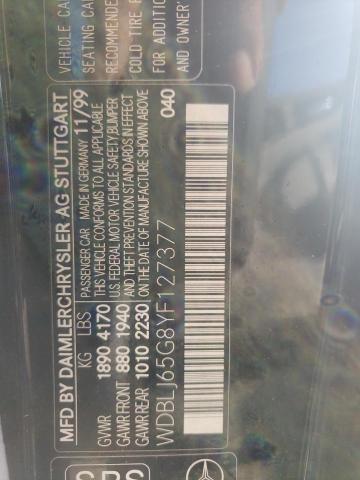 VEHICLE CA
SEATING CA
RECOMMENDE
COLD TIRE
FOR ADDITION
AND OWNER'
MFD BY DAIMLERCHRYSLER AG STUTTGART
PASSENGER CAR MADE IN GERMANY 11/99
KG LBS
THIS VEHICLE CONFORMS TO ALL APPLICABLE
U.S. FEDERAL MOTOR VEHICLE SAFETY, BUMPER
AND THEFT PREVENTION STANDARDS IN EFFECT
ON THE DATE OF MANUFACTURE SHOWN ABOVE
GVWR 1890 4170
GAWR FRONT 880 1940
GAWR REAR 1010 2230
040
WDBLJ65G8YF127377
SRS